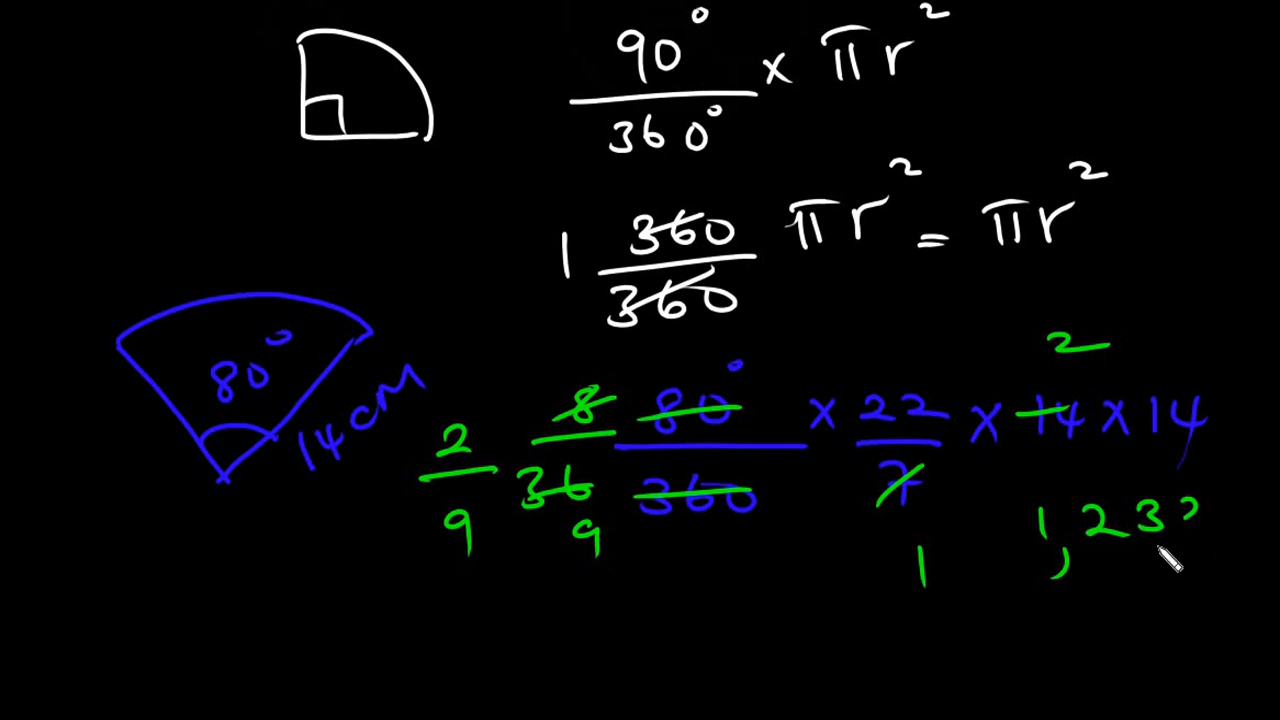 90° × πr²
360°
1 360 πr² = πr²
360
80°
14cm
2
2 8 80° × 22 × 14 × 14
9 36 360 7
9 1 1,23